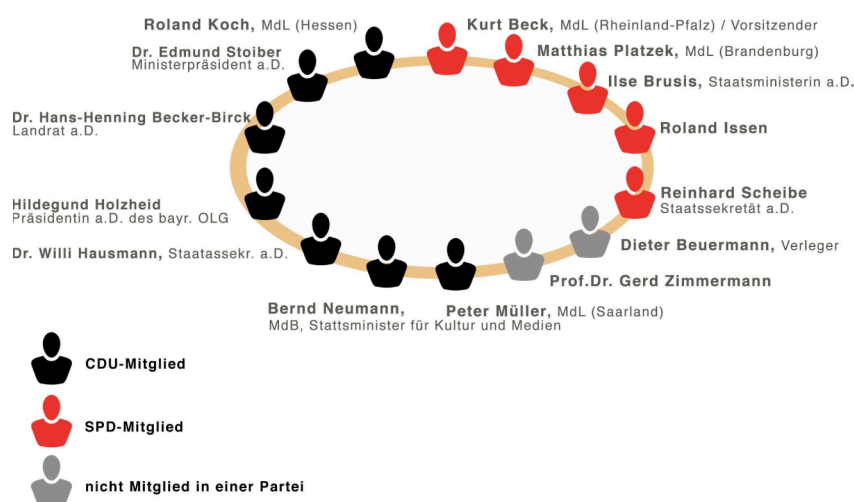 Roland Koch, MdL (Hessen)
Kurt Beck, MdL (Rheinland-Pfalz) / Vorsitzender
Dr. Edmund Stoiber
Ministerpräsident a.D.
Matthias Platzek, MdL (Brandenburg)
Ilse Brusis, Staatsministerin a.D.
Dr. Hans-Henning Becker-Birck
Landrat a.D.
Roland Issen
Hildegund Holzheid
Präsidentin a.D. des bayr. OLG
Reinhard Scheibe
Staatssekretät a.D.
Dr. Willi Hausmann, Staatassekr. a.D.
Dieter Beuermann, Verleger
Prof.Dr. Gerd Zimmermann
Bernd Neumann,
MdB, Stattsminister für Kultur und Medien
Peter Müller, MdL (Saarland)
CDU-Mitglied
SPD-Mitglied
nicht Mitglied in einer Partei